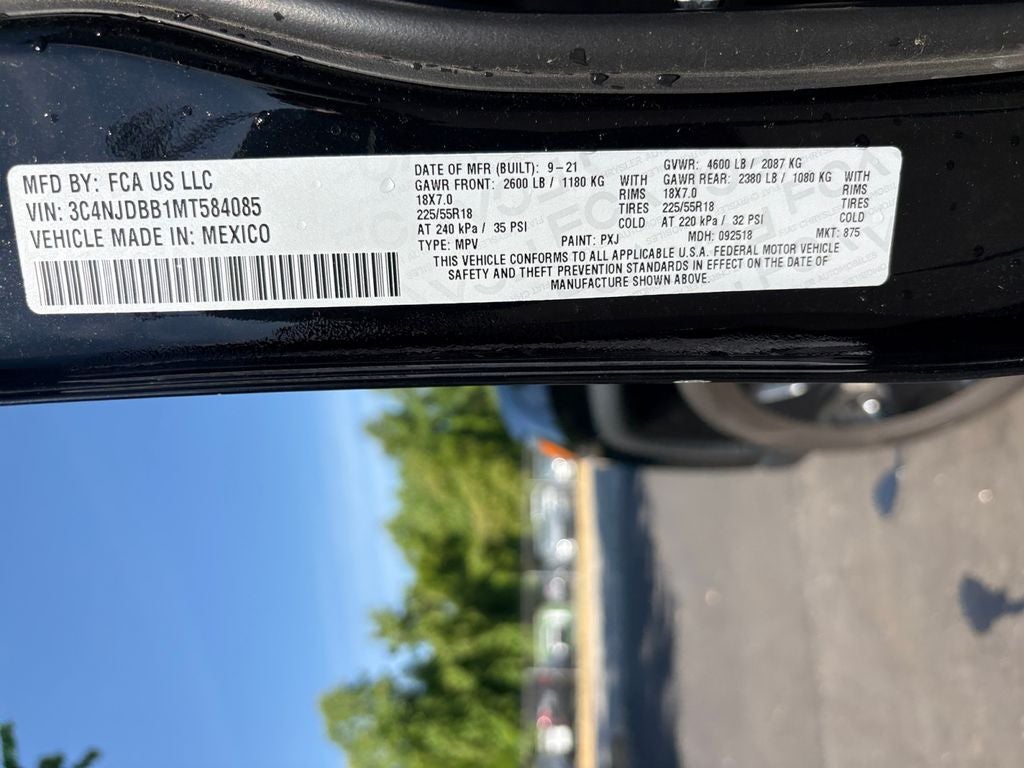 MFD BY: FCA US LLC
VIN: 3C4NJDBB1MT584085
VEHICLE MADE IN: MEXICO
DATE OF MFR (BUILT): 9-21
GAWR FRONT: 2600 LB / 1180 KG WITH
18X7.0 RIMS
225/55R18 TIRES
AT 240 kPa / 35 PSI COLD
GVWR: 4600 LB / 2087 KG
GAWR REAR: 2380 LB / 1080 KG WITH
18X7.0 RIMS
225/55R18 TIRES
AT 220 kPa / 32 PSI COLD
TYPE: MPV PAINT: PXJ MDH: 092518 MKT: 875
THIS VEHICLE CONFORMS TO ALL APPLICABLE U.S.A. FEDERAL MOTOR VEHICLE
SAFETY AND THEFT PREVENTION STANDARDS IN EFFECT ON THE DATE OF
MANUFACTURE SHOWN ABOVE.